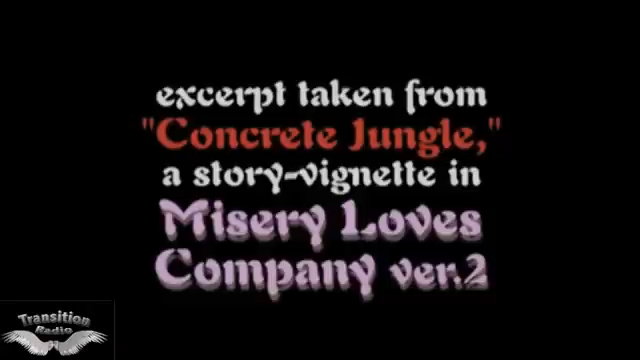 excerpt taken from
"Concrete Jungle,"
a story-vignette in
Misery Loves
Company ver.2
Transition
Radio